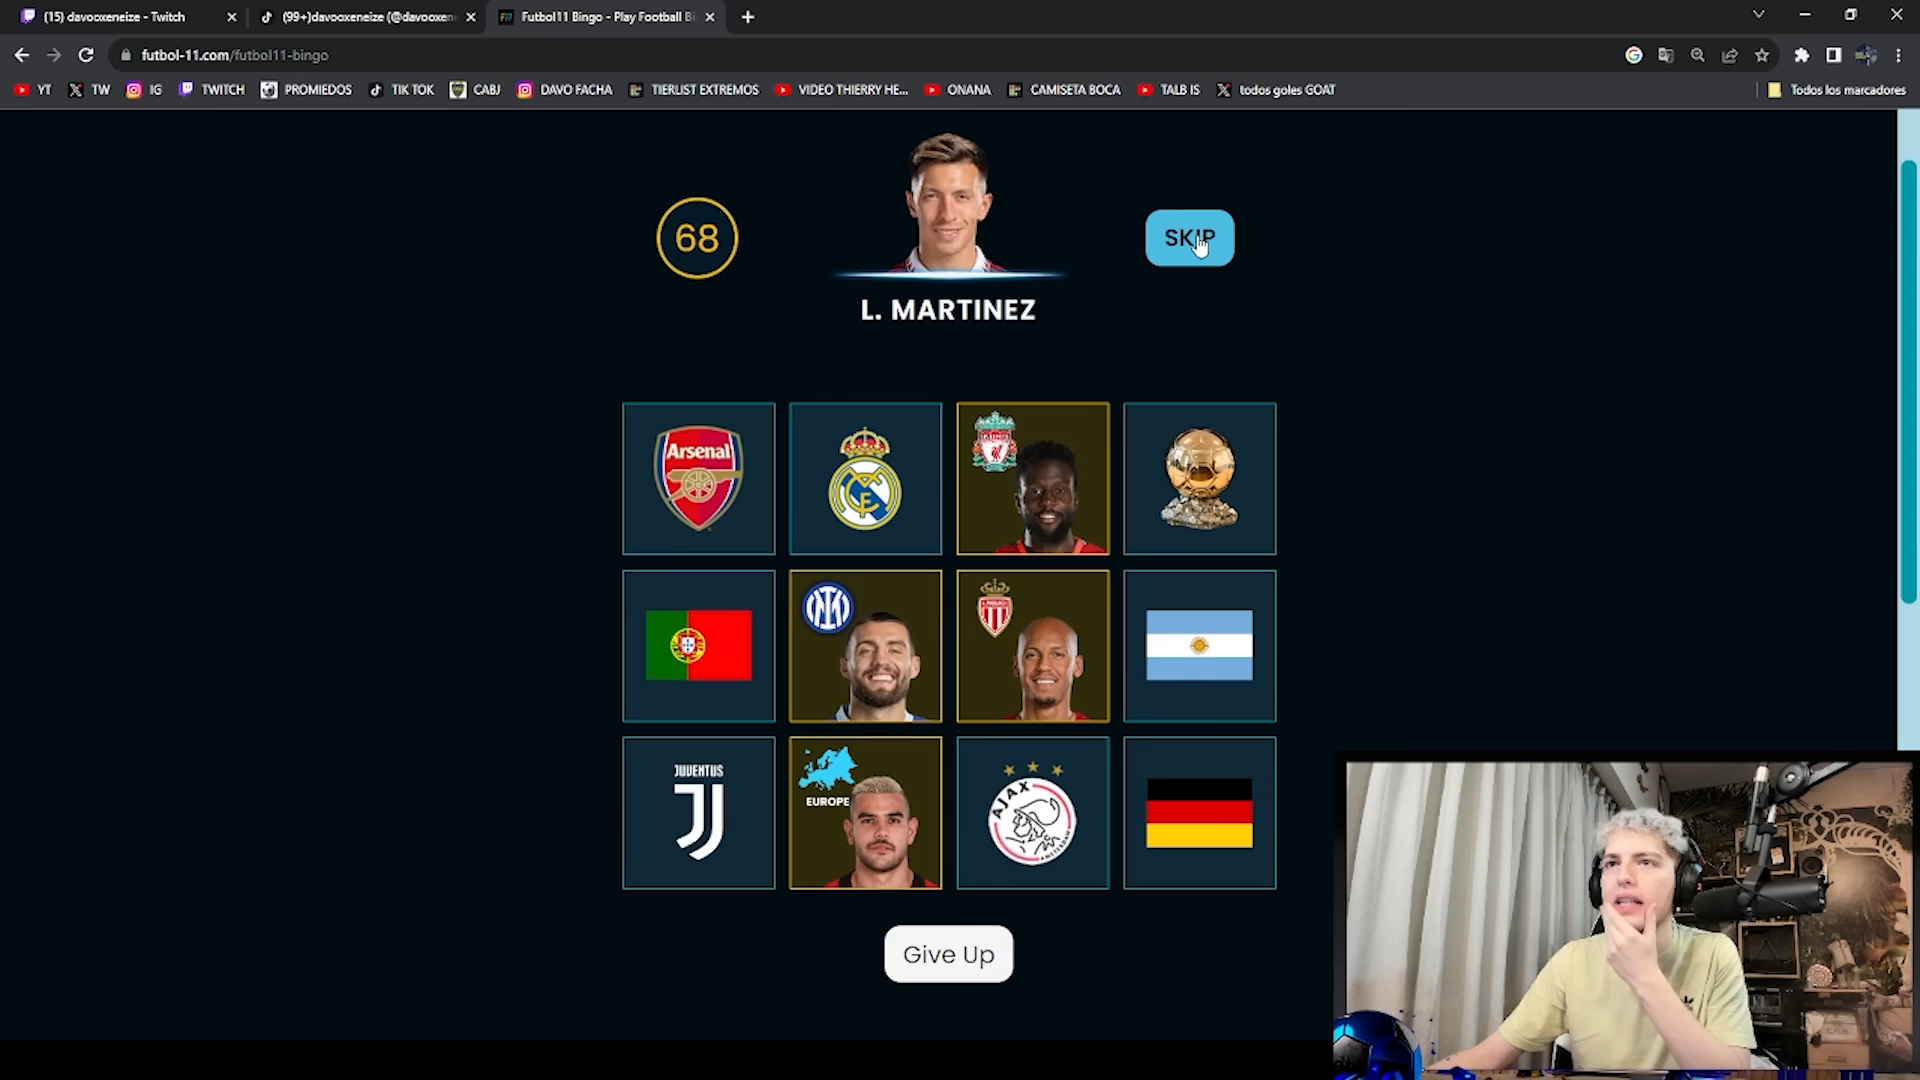 (15) davooxeneize - Twitch
(99+)davooxeneize (@davooxen
Futbol11 Bingo - Play Football Bi
futbol-11.com/futbol11-bingo
YT
TW
IG
TWITCH
PROMIEDOS
TIK TOK
CABJ
DAVO FACHA
TIERLIST EXTREMOS
VIDEO THIERRY HE...
ONANA
CAMISETA BOCA
TALB IS
todos goles GOAT
Todos los marcadores
68
SKIP
L. MARTINEZ
Arsenal
JUVENTUS
EUROPE
AJAX
AMSTERDAM
Give Up